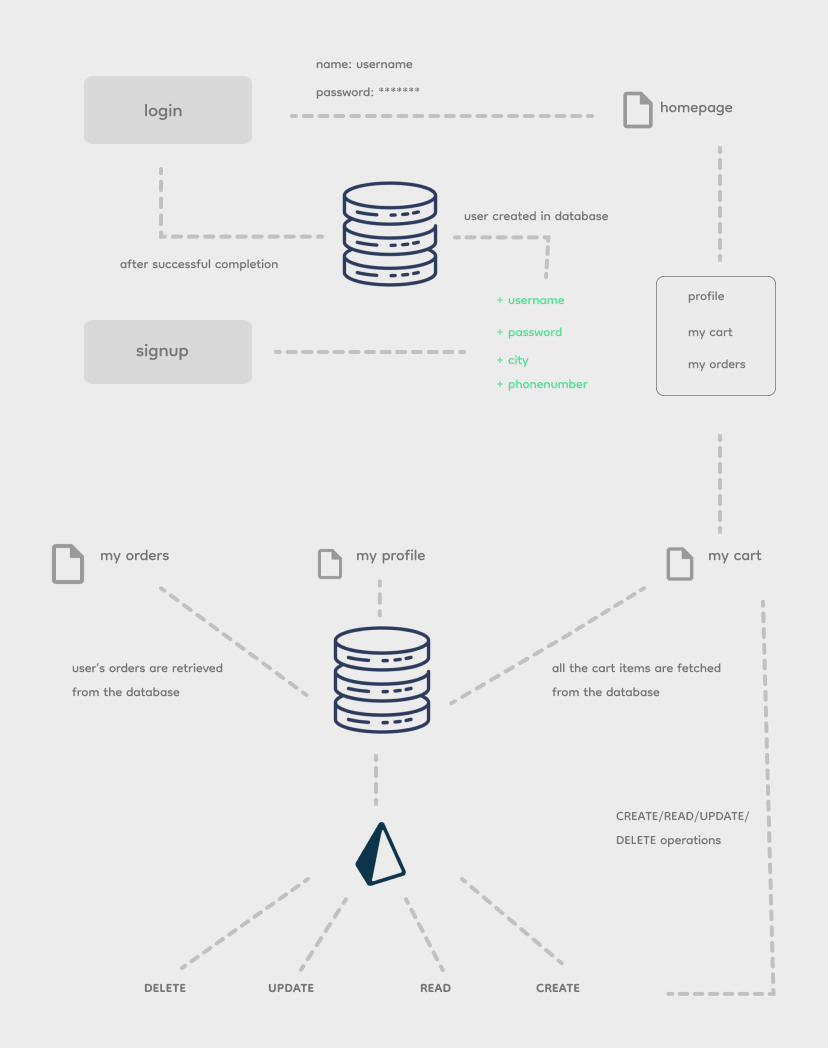 name: username
password: *******
login
homepage
user created in database
after successful completion
+ username
profile
+ password
my cart
signup
+ city
my orders
+ phonenumber
my orders
my profile
my cart
user's orders are retrieved
from the database
all the cart items are fetched
from the database
CREATE/READ/UPDATE/
DELETE operations
DELETE
UPDATE
READ
CREATE